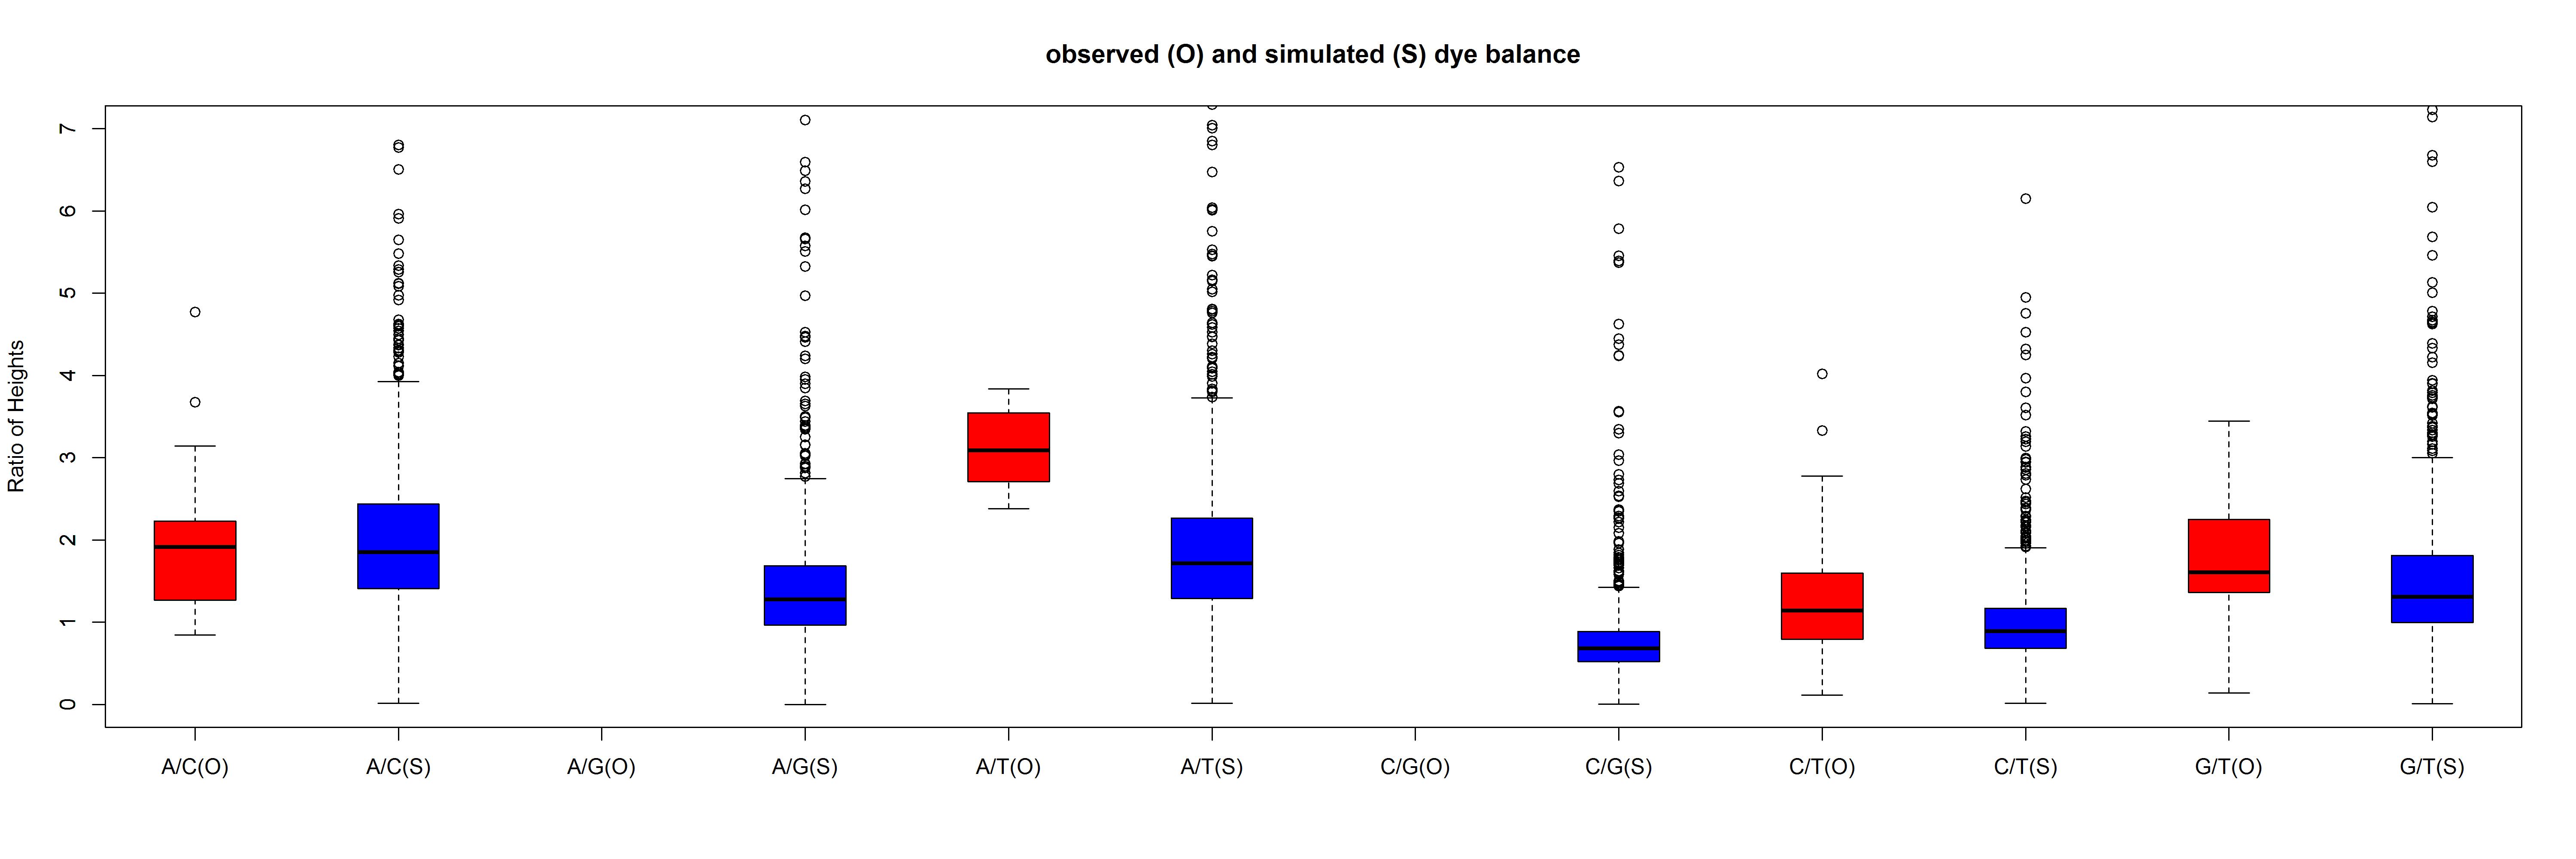 observed (O) and simulated (S) dye balance
Ratio of Heights
7
6
5
4
3
2
1
0
A/C(O) A/C(S) A/G(O) A/G(S) A/T(O) A/T(S) C/G(O) C/G(S) C/T(O) C/T(S) G/T(O) G/T(S)